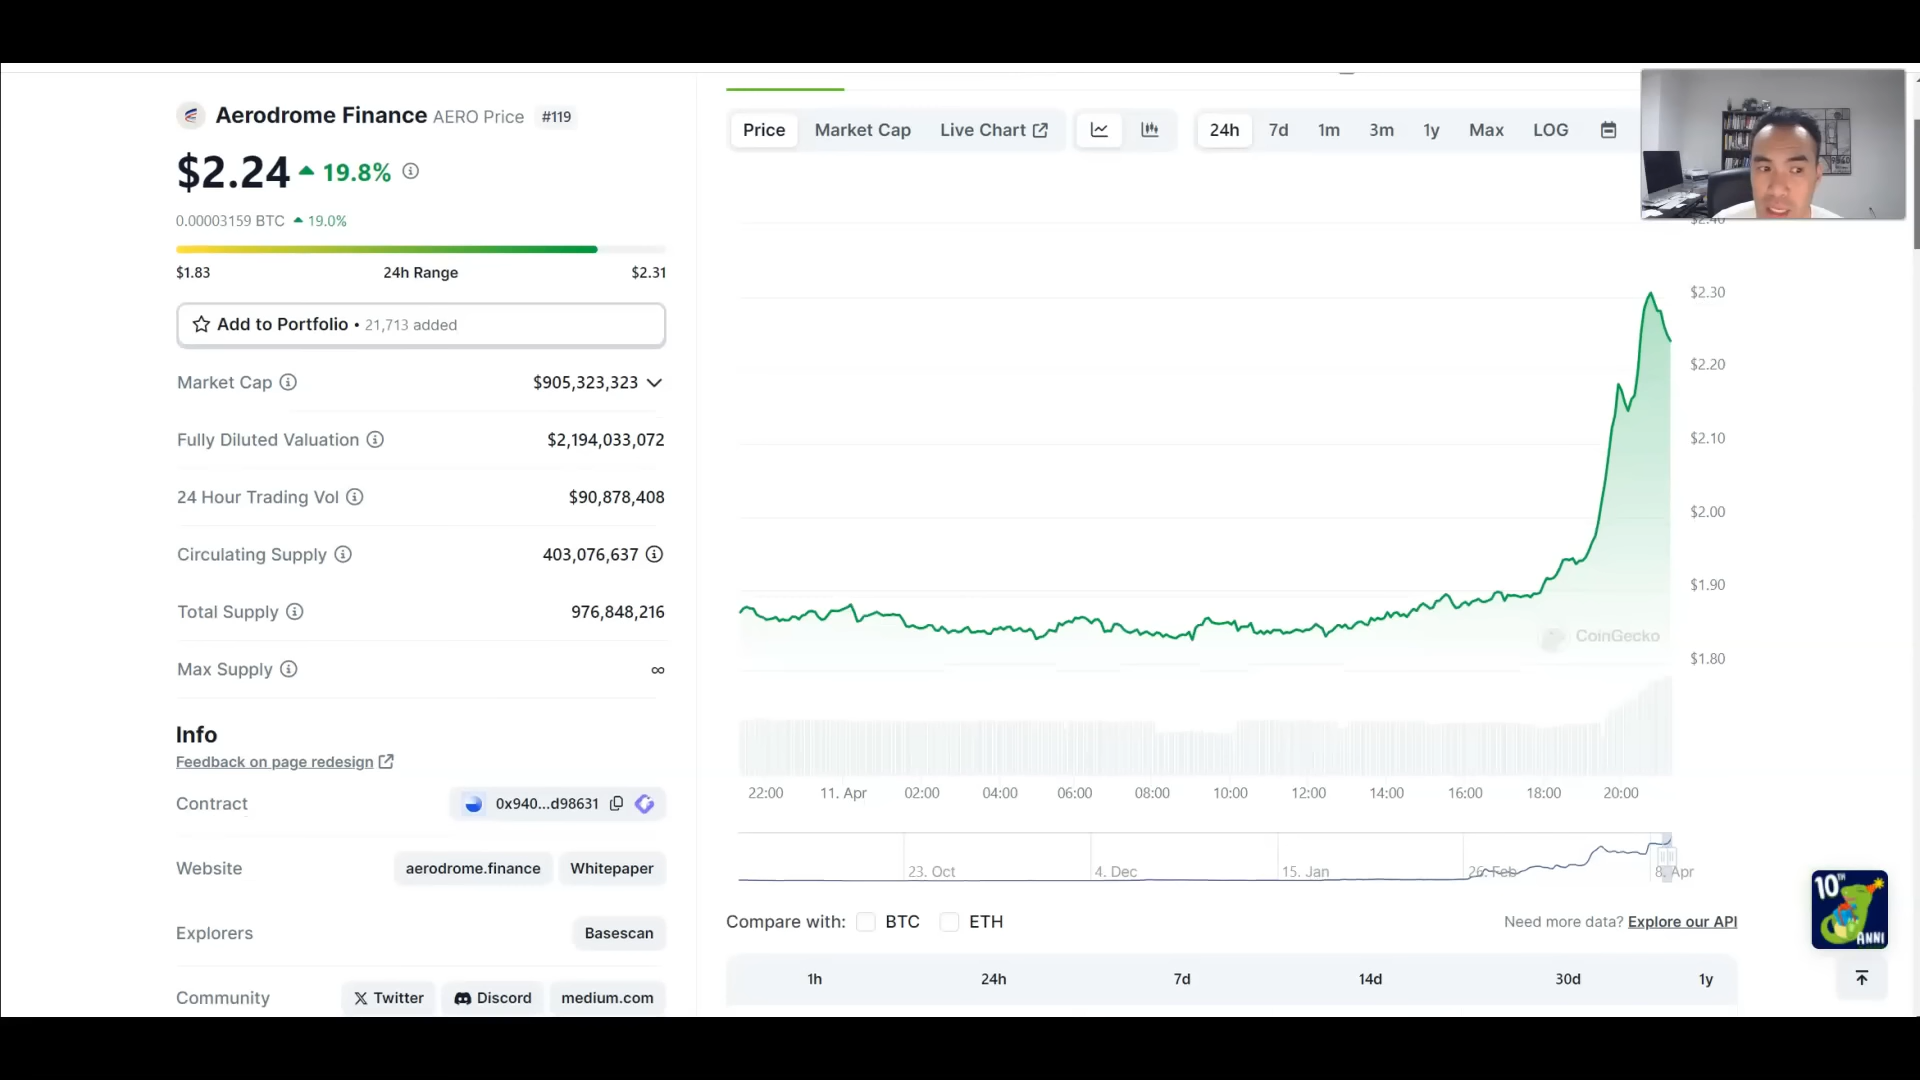 Aerodrome Finance AERO Price #119
$2.24 19.8%
0.00003159 BTC 19.0%
$1.83 24h Range $2.31
Add to Portfolio • 21,713 added
Market Cap $905,323,323
Fully Diluted Valuation $2,194,033,072
24 Hour Trading Vol $90,878,408
Circulating Supply 403,076,637
Total Supply 976,848,216
Max Supply ∞
Info
Feedback on page redesign
Contract 0x940...d98631
Website aerodrome.finance Whitepaper
Explorers Basescan
Community Twitter Discord medium.com
Price Market Cap Live Chart 24h 7d 1m 3m 1y Max LOG
$2.40
$2.30
$2.20
$2.10
$2.00
$1.90
$1.80
CoinGecko
22:00 11. Apr 02:00 04:00 06:00 08:00 10:00 12:00 14:00 16:00 18:00 20:00
23. Oct 4. Dec 15. Jan 26. Feb 8. Apr
Compare with: BTC ETH
Need more data? Explore our API
1h 24h 7d 14d 30d 1y
10TH
ANNI